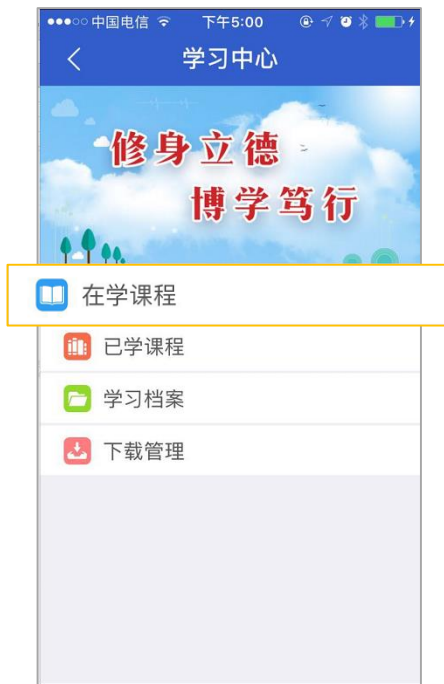 中国电信 下午5:00
学习中心
修身立德
博学笃行
在学课程
已学课程
学习档案
下载管理